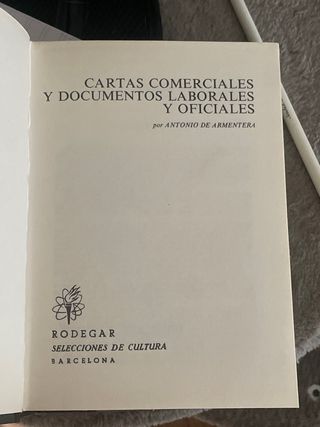 CARTAS COMERCIALES
Y DOCUMENTOS LABORALES
Y OFICIALES
por ANTONIO DE ARMENTERA
RODEGAR
SELECCIONES DE CULTURA
BARCELONA